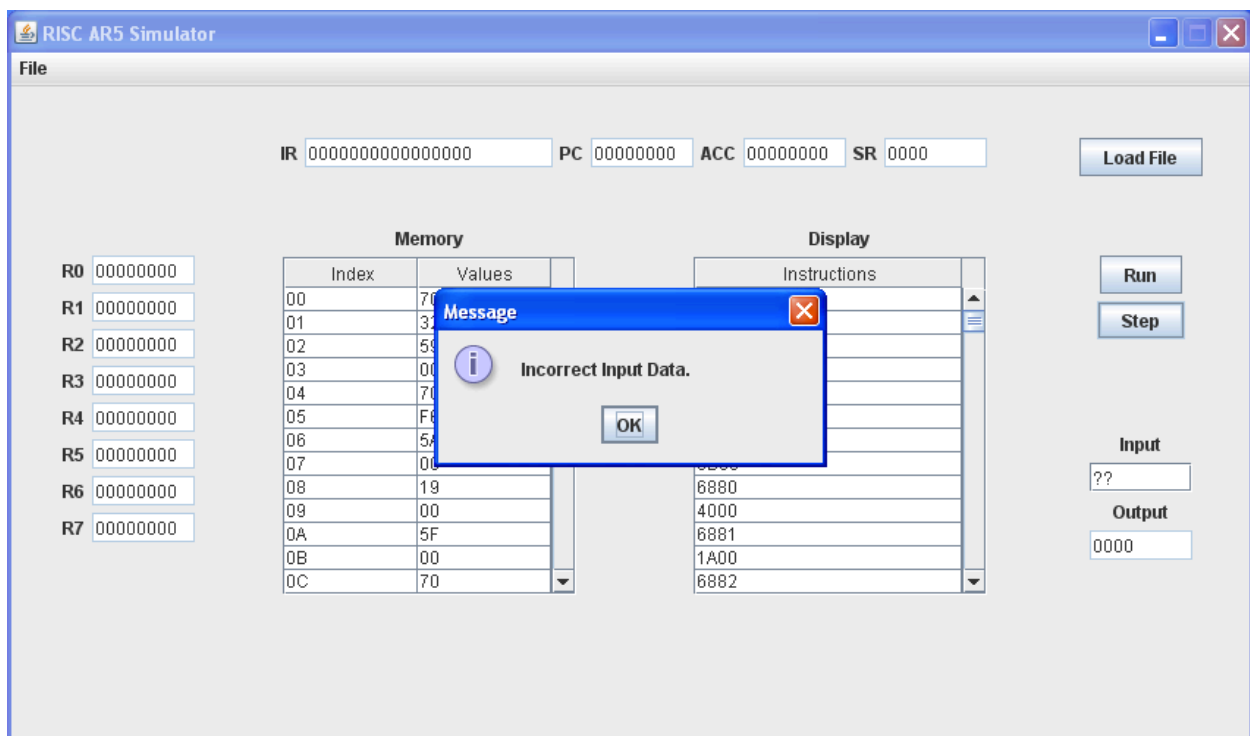 RISC AR5 Simulator
File
IR 0000000000000000 PC 00000000 ACC 00000000 SR 0000
Load File
Memory
Display
R0 00000000
R1 00000000
R2 00000000
R3 00000000
R4 00000000
R5 00000000
R6 00000000
R7 00000000
Index Values
00
01
02
03
04
05
06
07
08 19
09 00
0A 5F
0B 00
0C 70
Message
Incorrect Input Data.
OK
Instructions
6880
4000
6881
1A00
6882
Run
Step
Input
??
Output
0000